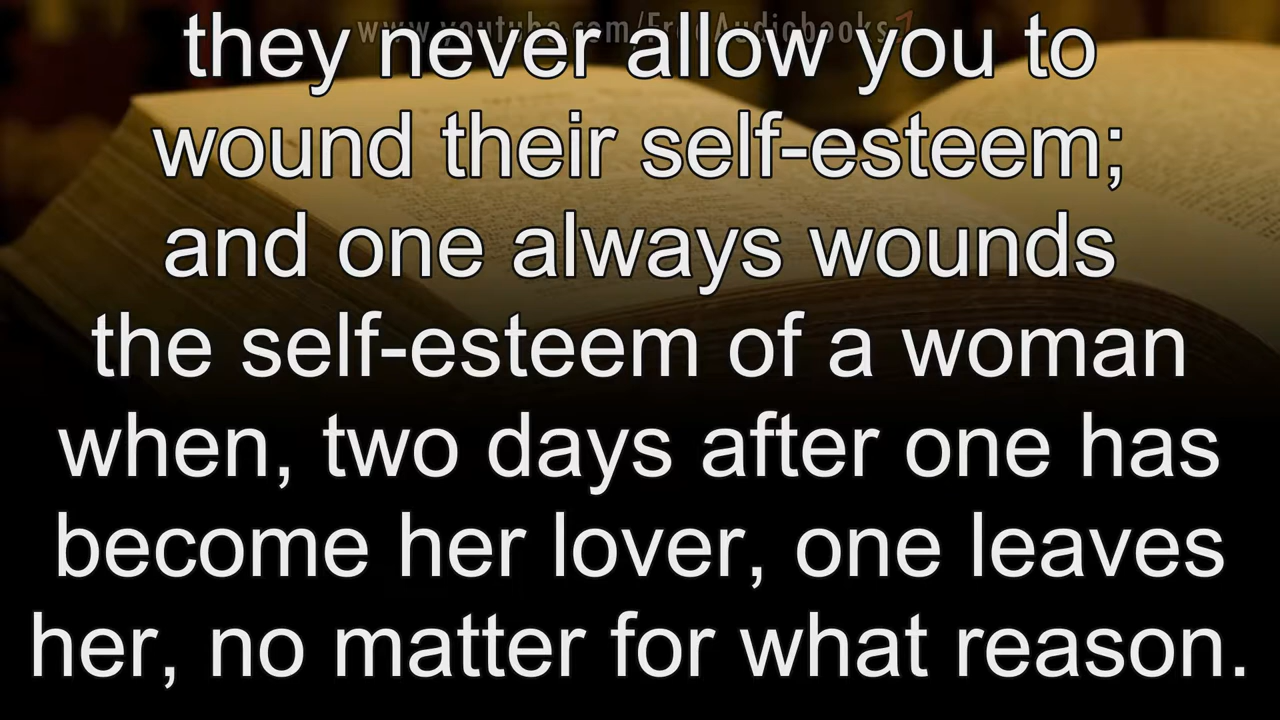 www.youtube.com/FreeAudiobooks1
they never allow you to
wound their self-esteem;
and one always wounds
the self-esteem of a woman
when, two days after one has
become her lover, one leaves
her, no matter for what reason.